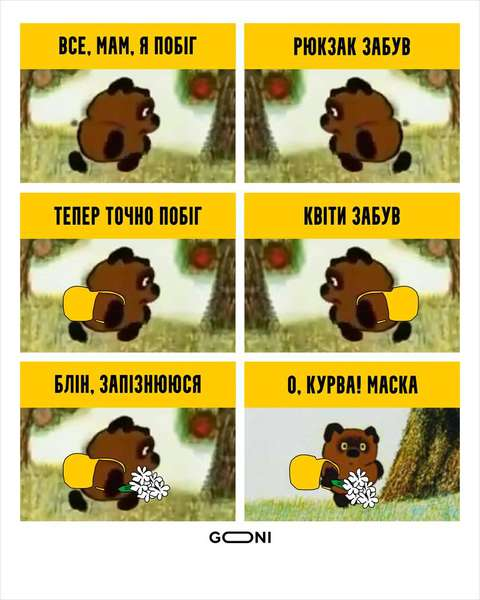 ВСЕ, МАМ, Я ПОБІГ
РЮКЗАК ЗАБУВ
ТЕПЕР ТОЧНО ПОБІГ
КВІТИ ЗАБУВ
БЛІН, ЗАПІЗНЮЮСЯ
О, КУРВА! МАСКА
GOONI